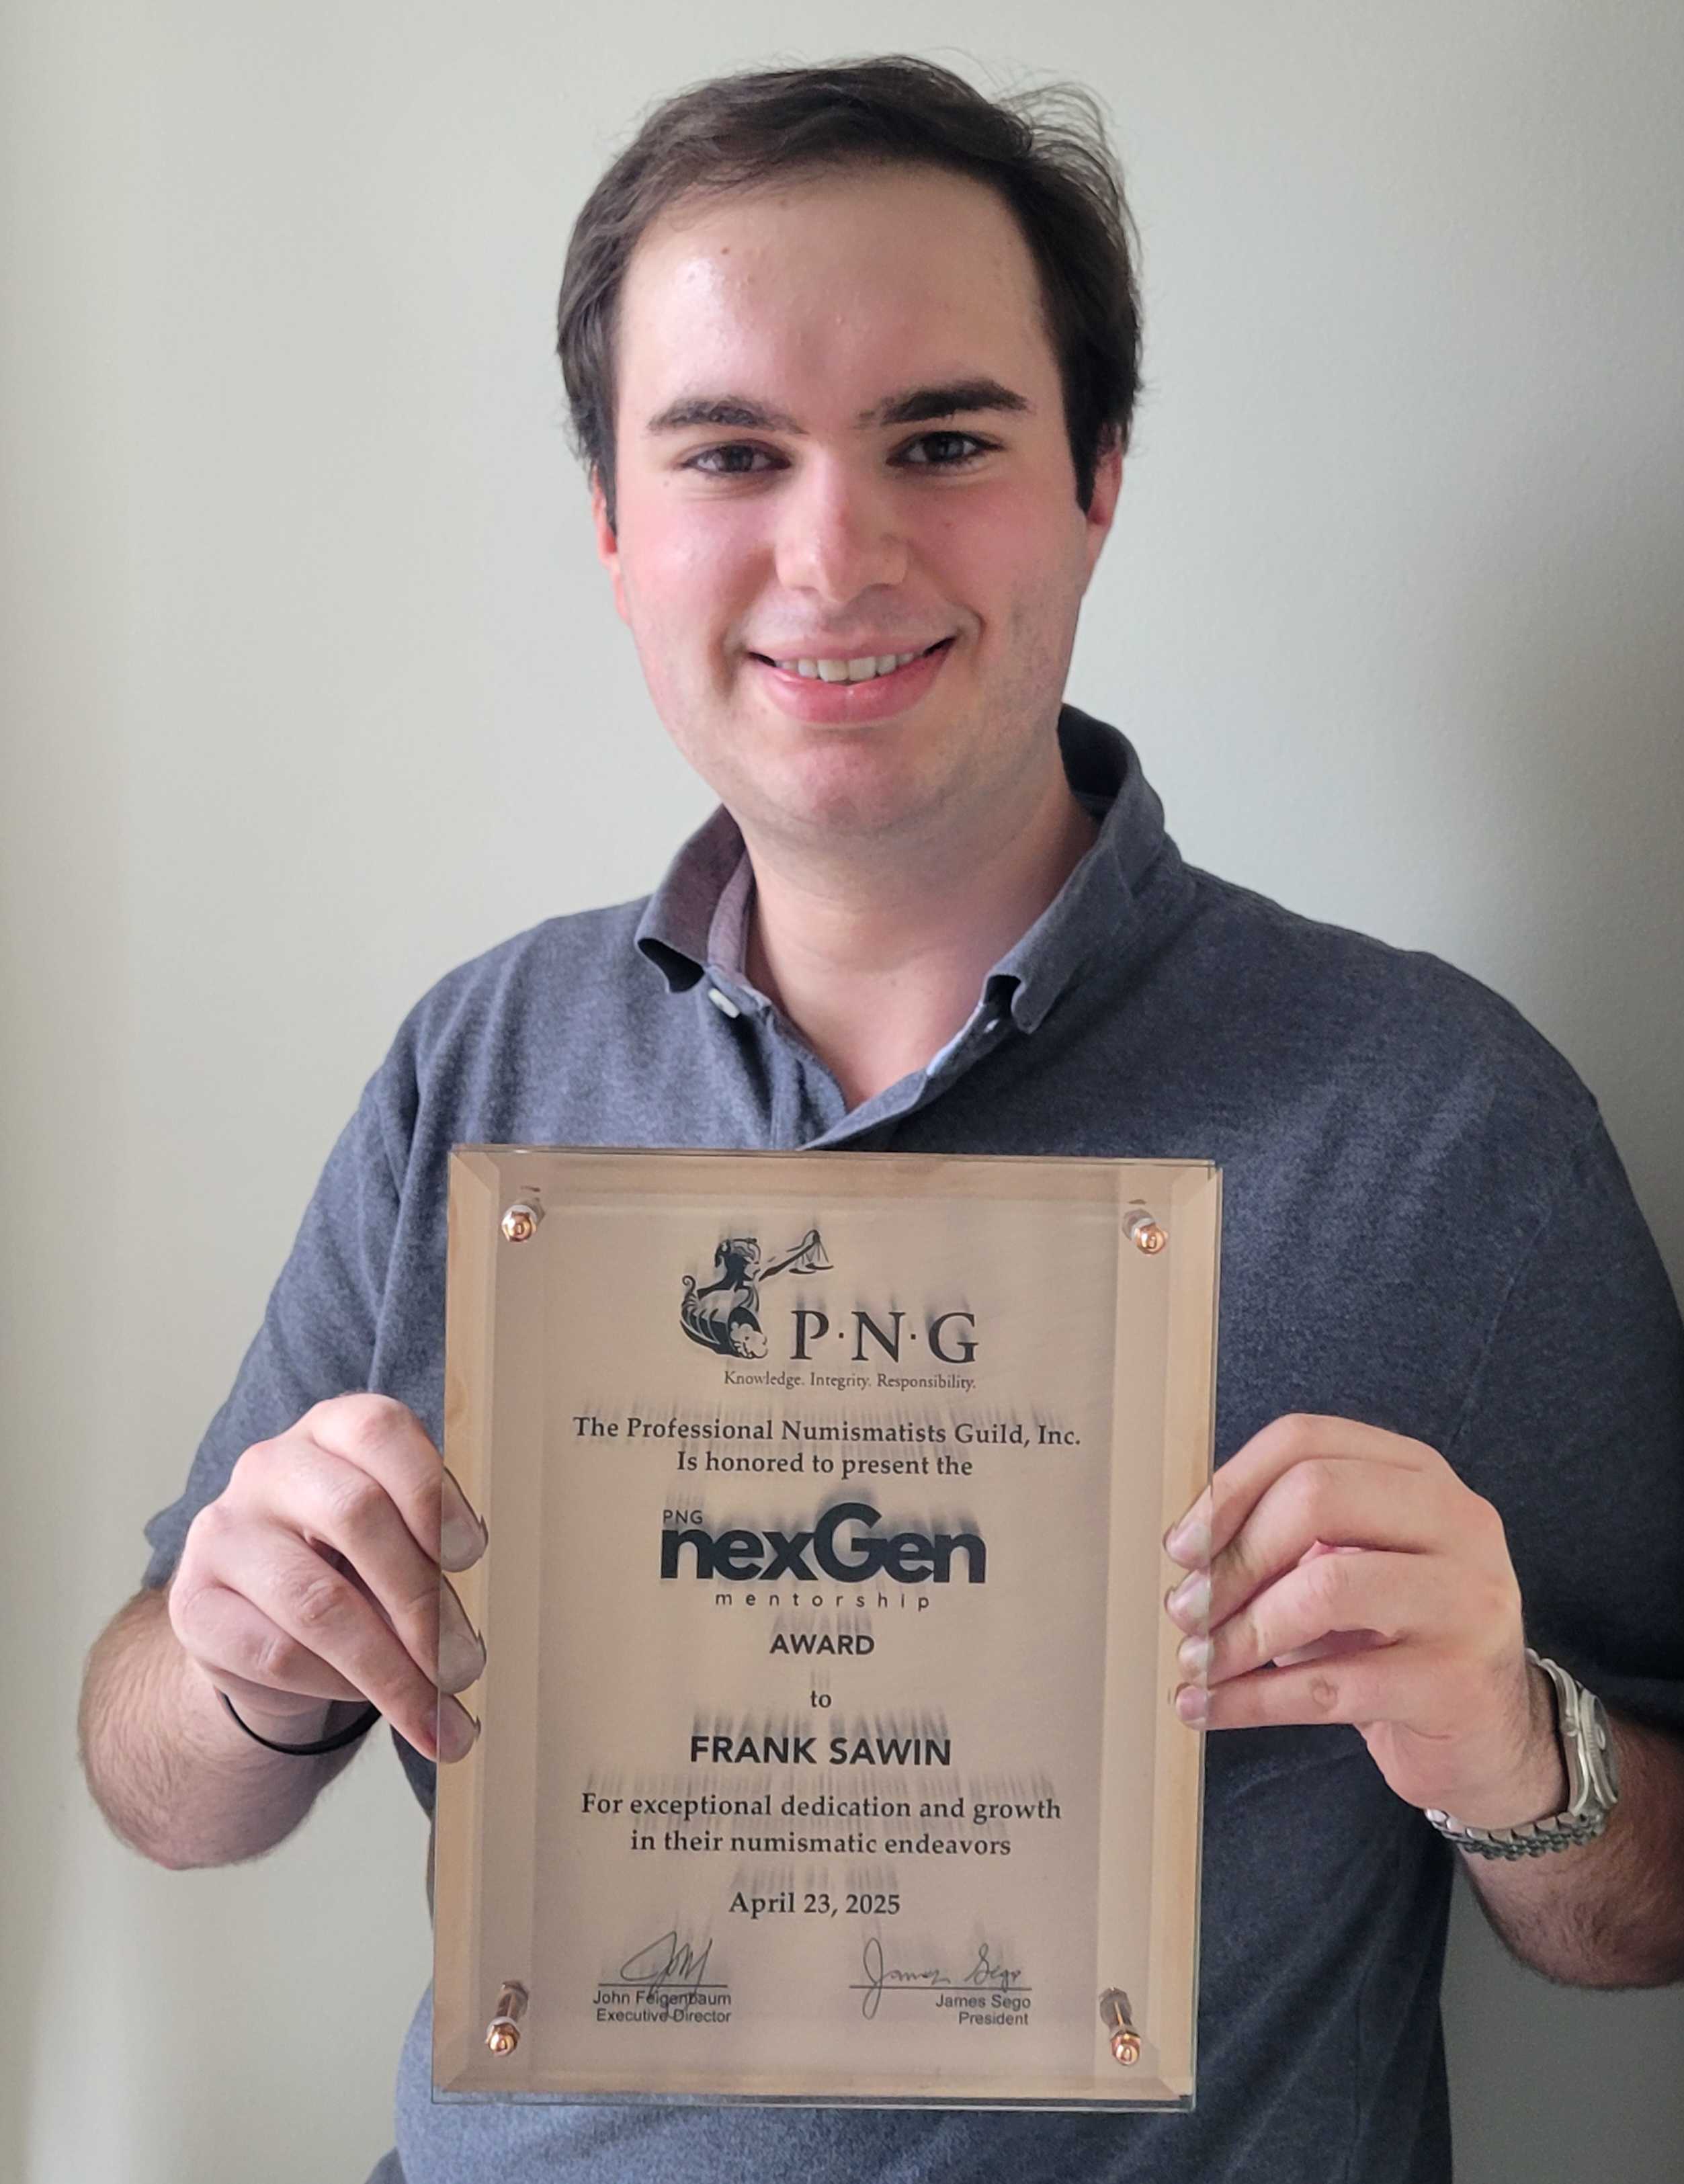 P·N·G
Knowledge. Integrity. Responsibility.
The Professional Numismatists Guild, Inc.
Is honored to present the
PNG
nexGen
mentorship
AWARD
to
FRANK SAWIN
For exceptional dedication and growth
in their numismatic endeavors
April 23, 2025
James Sego
John Feigenbaum
Executive Director
James Sego
President